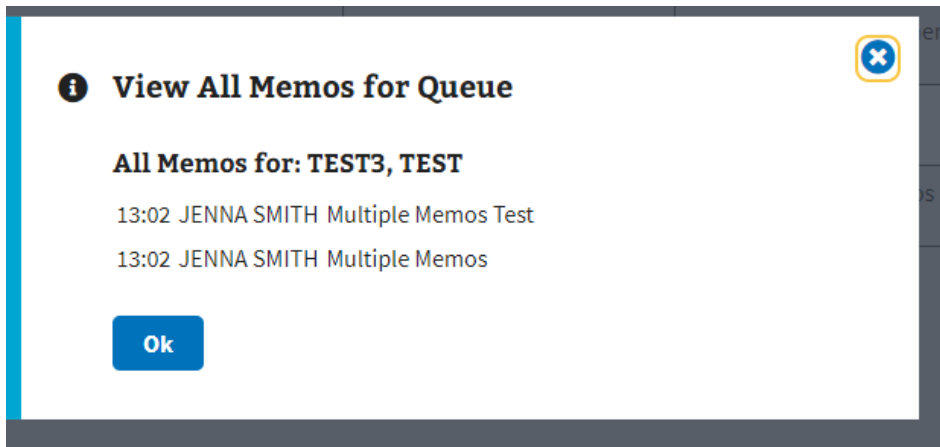 View All Memos for Queue
All Memos for: TEST3, TEST
13:02 JENNA SMITH Multiple Memos Test
13:02 JENNA SMITH Multiple Memos
Ok